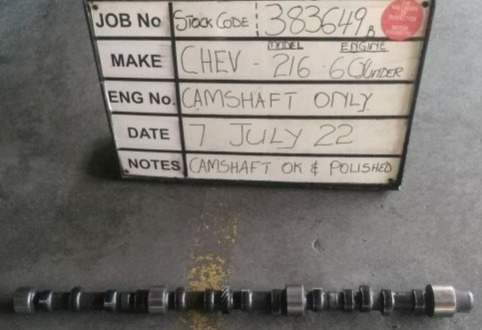 JOB No STOCK CODE : 383649B
MODEL ENGINE
MAKE CHEV - 216 - 6 CYLINDER
ENG No. CAMSHAFT ONLY
DATE 7 JULY 22
NOTES CAMSHAFT OK & POLISHED